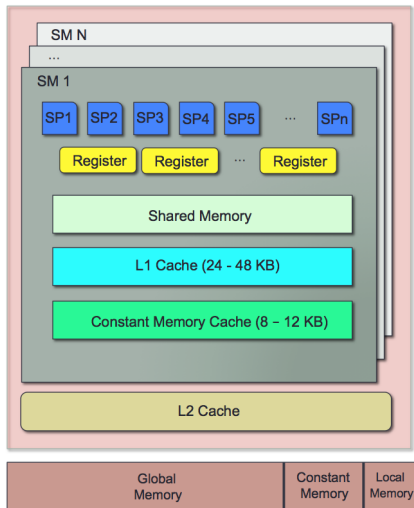 SM N
...
SM 1
SP1 SP2 SP3 SP4 SP5 ... SPn
Register Register ... Register
Shared Memory
L1 Cache (24 - 48 KB)
Constant Memory Cache (8 – 12 KB)
L2 Cache
Global Memory
Constant Memory
Local Memory